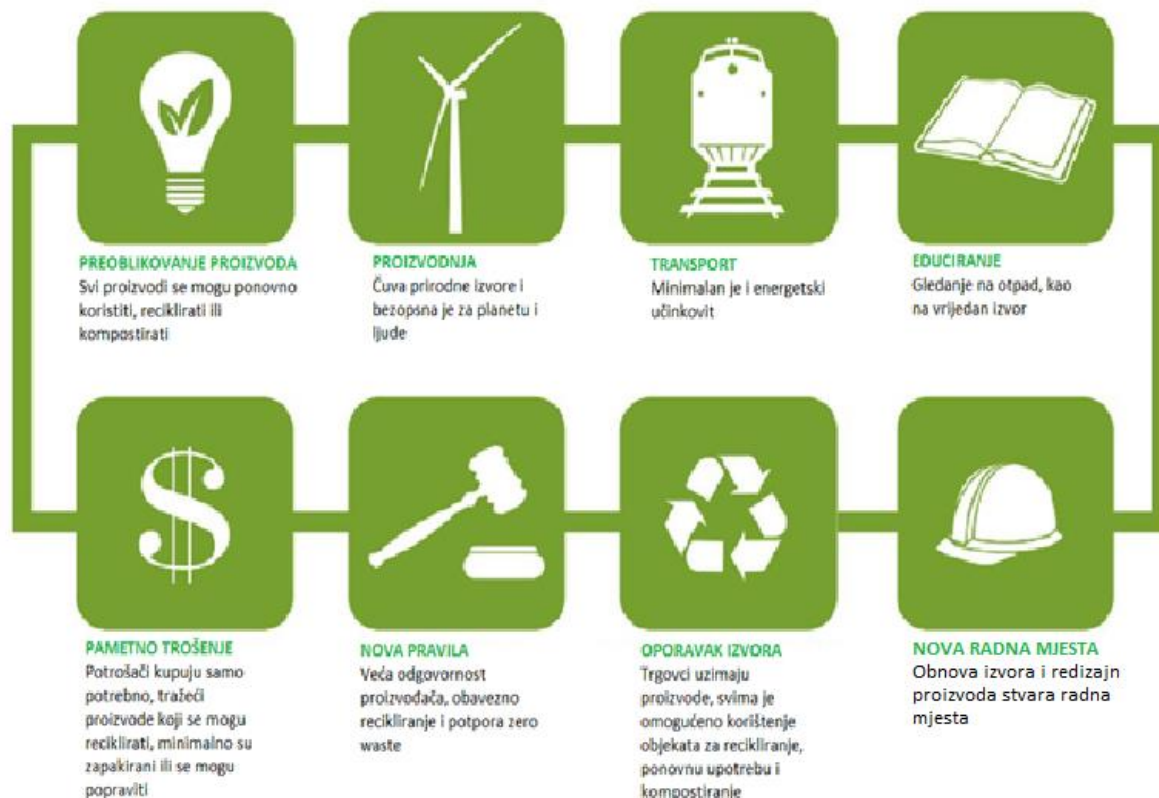 PREOBLIKOVANJE PROIZVODA
Svi proizvodi se mogu ponovno
koristiti, reciklirati ili
kompostirati
PROIZVODNJA
Čuva prirodne izvore i
bezopsna je za planetu i
ljude
TRANSPORT
Minimalan je i energetski
učinkovit
EDUCIRANJE
Gledanje na otpad, kao
na vrijedan izvor
PAMETNO TROŠENJE
Potrošači kupuju samo
potrebno, tražeći
proizvode koji se mogu
reciklirati, minimalno su
zapakirani ili se mogu
popraviti
NOVA PRAVILA
Veća odgovornost
proizvođača, obavezno
recikliranje i potpora zero
waste
OPORAVAK IZVORA
Trgovci uzimaju
proizvode, svima je
omogućeno korištenje
objekata za recikliranje,
ponovnu upotrebu i
kompostiranje
NOVA RADNA MJESTA
Obnova izvora i redizajn
proizvoda stvara radna
mjesta